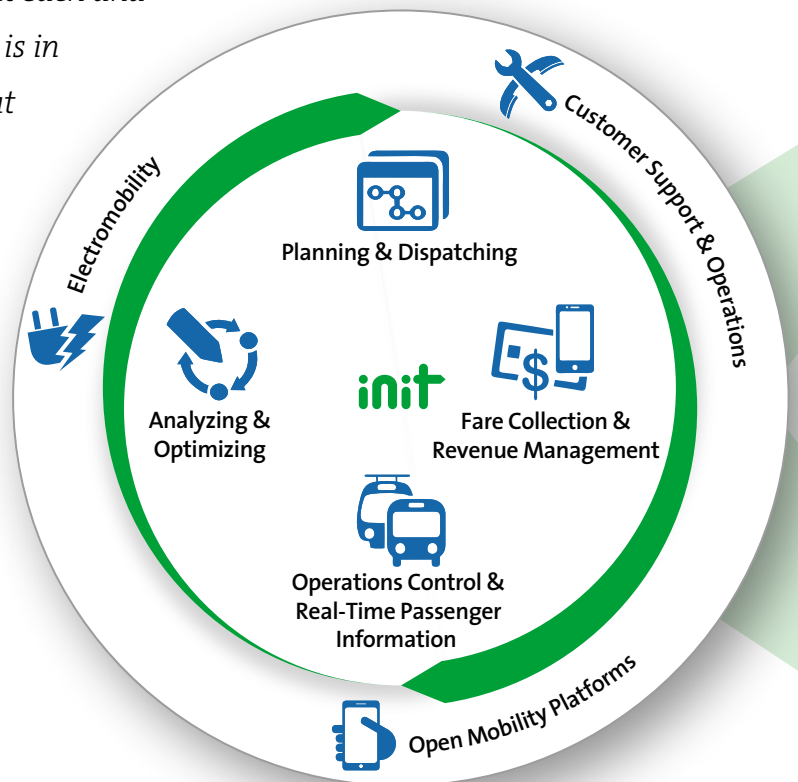 is in
Electromobility
Customer Support & Operations
Planning & Dispatching
Analyzing &
Optimizing
init
Fare Collection &
Revenue Management
Operations Control &
Real-Time Passenger
Information
Open Mobility Platforms